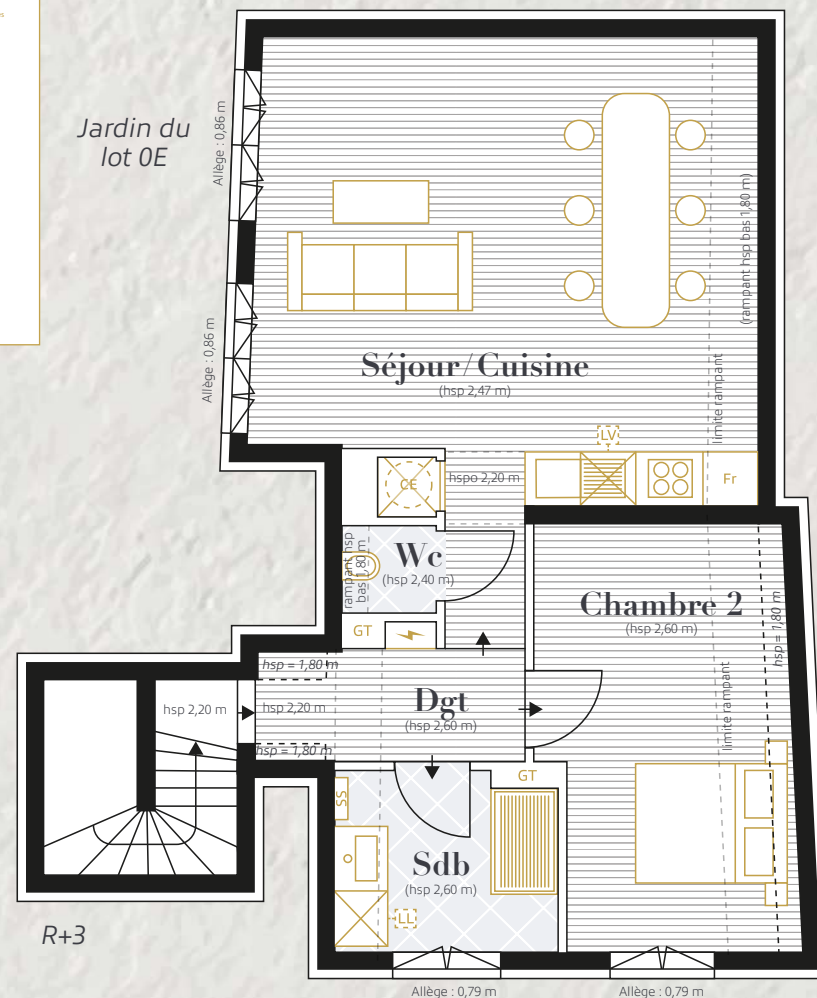 Jardin du
lot 0E
Allège : 0,86 m
Allège : 0,86 m
(rampant hsp bas 1,80 m)
limite rampant
Séjour/Cuisine
(hsp 2,47 m)
LV
CE
hspo 2,20 m
Fr
rampant hsp
bas 1,80 m
Wc
(hsp 2,40 m)
GT
Chambre 2
(hsp 2,60 m)
hsp = 1,80 m
limite rampant
hsp = 1,80 m
hsp 2,20 m
hsp 2,20 m
Dgt
(hsp 2,60 m)
hsp = 1,80 m
GT
SS
Sdb
(hsp 2,60 m)
LL
R+3
Allège : 0,79 m
Allège : 0,79 m